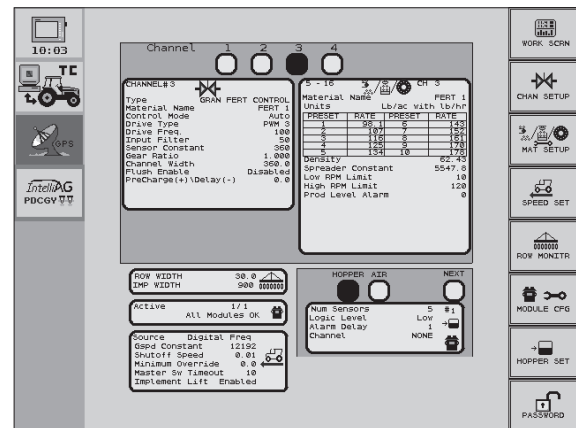 10:03
TC
GPS
IntelliAG
PDCGY
Channel 1 2 3 4
CHANNEL#3
Type GRAN FERT CONTROL
Material Name FERT 1
Control Mode Auto
Drive Type PWM 3
Drive Freq. 100
Input Filter 50
Sensor Constant 360
Gear Ratio 1.000
Channel Width 360.0
Flush Enable Disabled
PreCharge(+)\Delay(-) 0.0
5 - 16 CH 3
Material Name FERT 1
Units Lb/ac with lb/hr
PRESET RATE PRESET RATE
1 98.1 6 143
2 107 7 152
3 116 8 161
4 125 9 170
5 134 10 178
Density 62.43
Spreader Constant 5547.8
Low RPM Limit 10
High RPM Limit 120
Prod Level Alarm 0
ROW WIDTH 30.0
IMP WIDTH 900
Active 1/1
All Modules OK
Source Digital Freq
Gspd Constant 12192
Shutoff Speed 0.01
Minimum Override 0.0
Master Sw Timeout 10
Implement Lift Enabled
HOPPER AIR NEXT
Num Sensors 5 #1
Logic Level Low
Alarm Delay 1
Channel NONE
WORK SCRN
CHAN SETUP
MAT SETUP
SPEED SET
ROW MONITR
MODULE CFG
HOPPER SET
PASSWORD